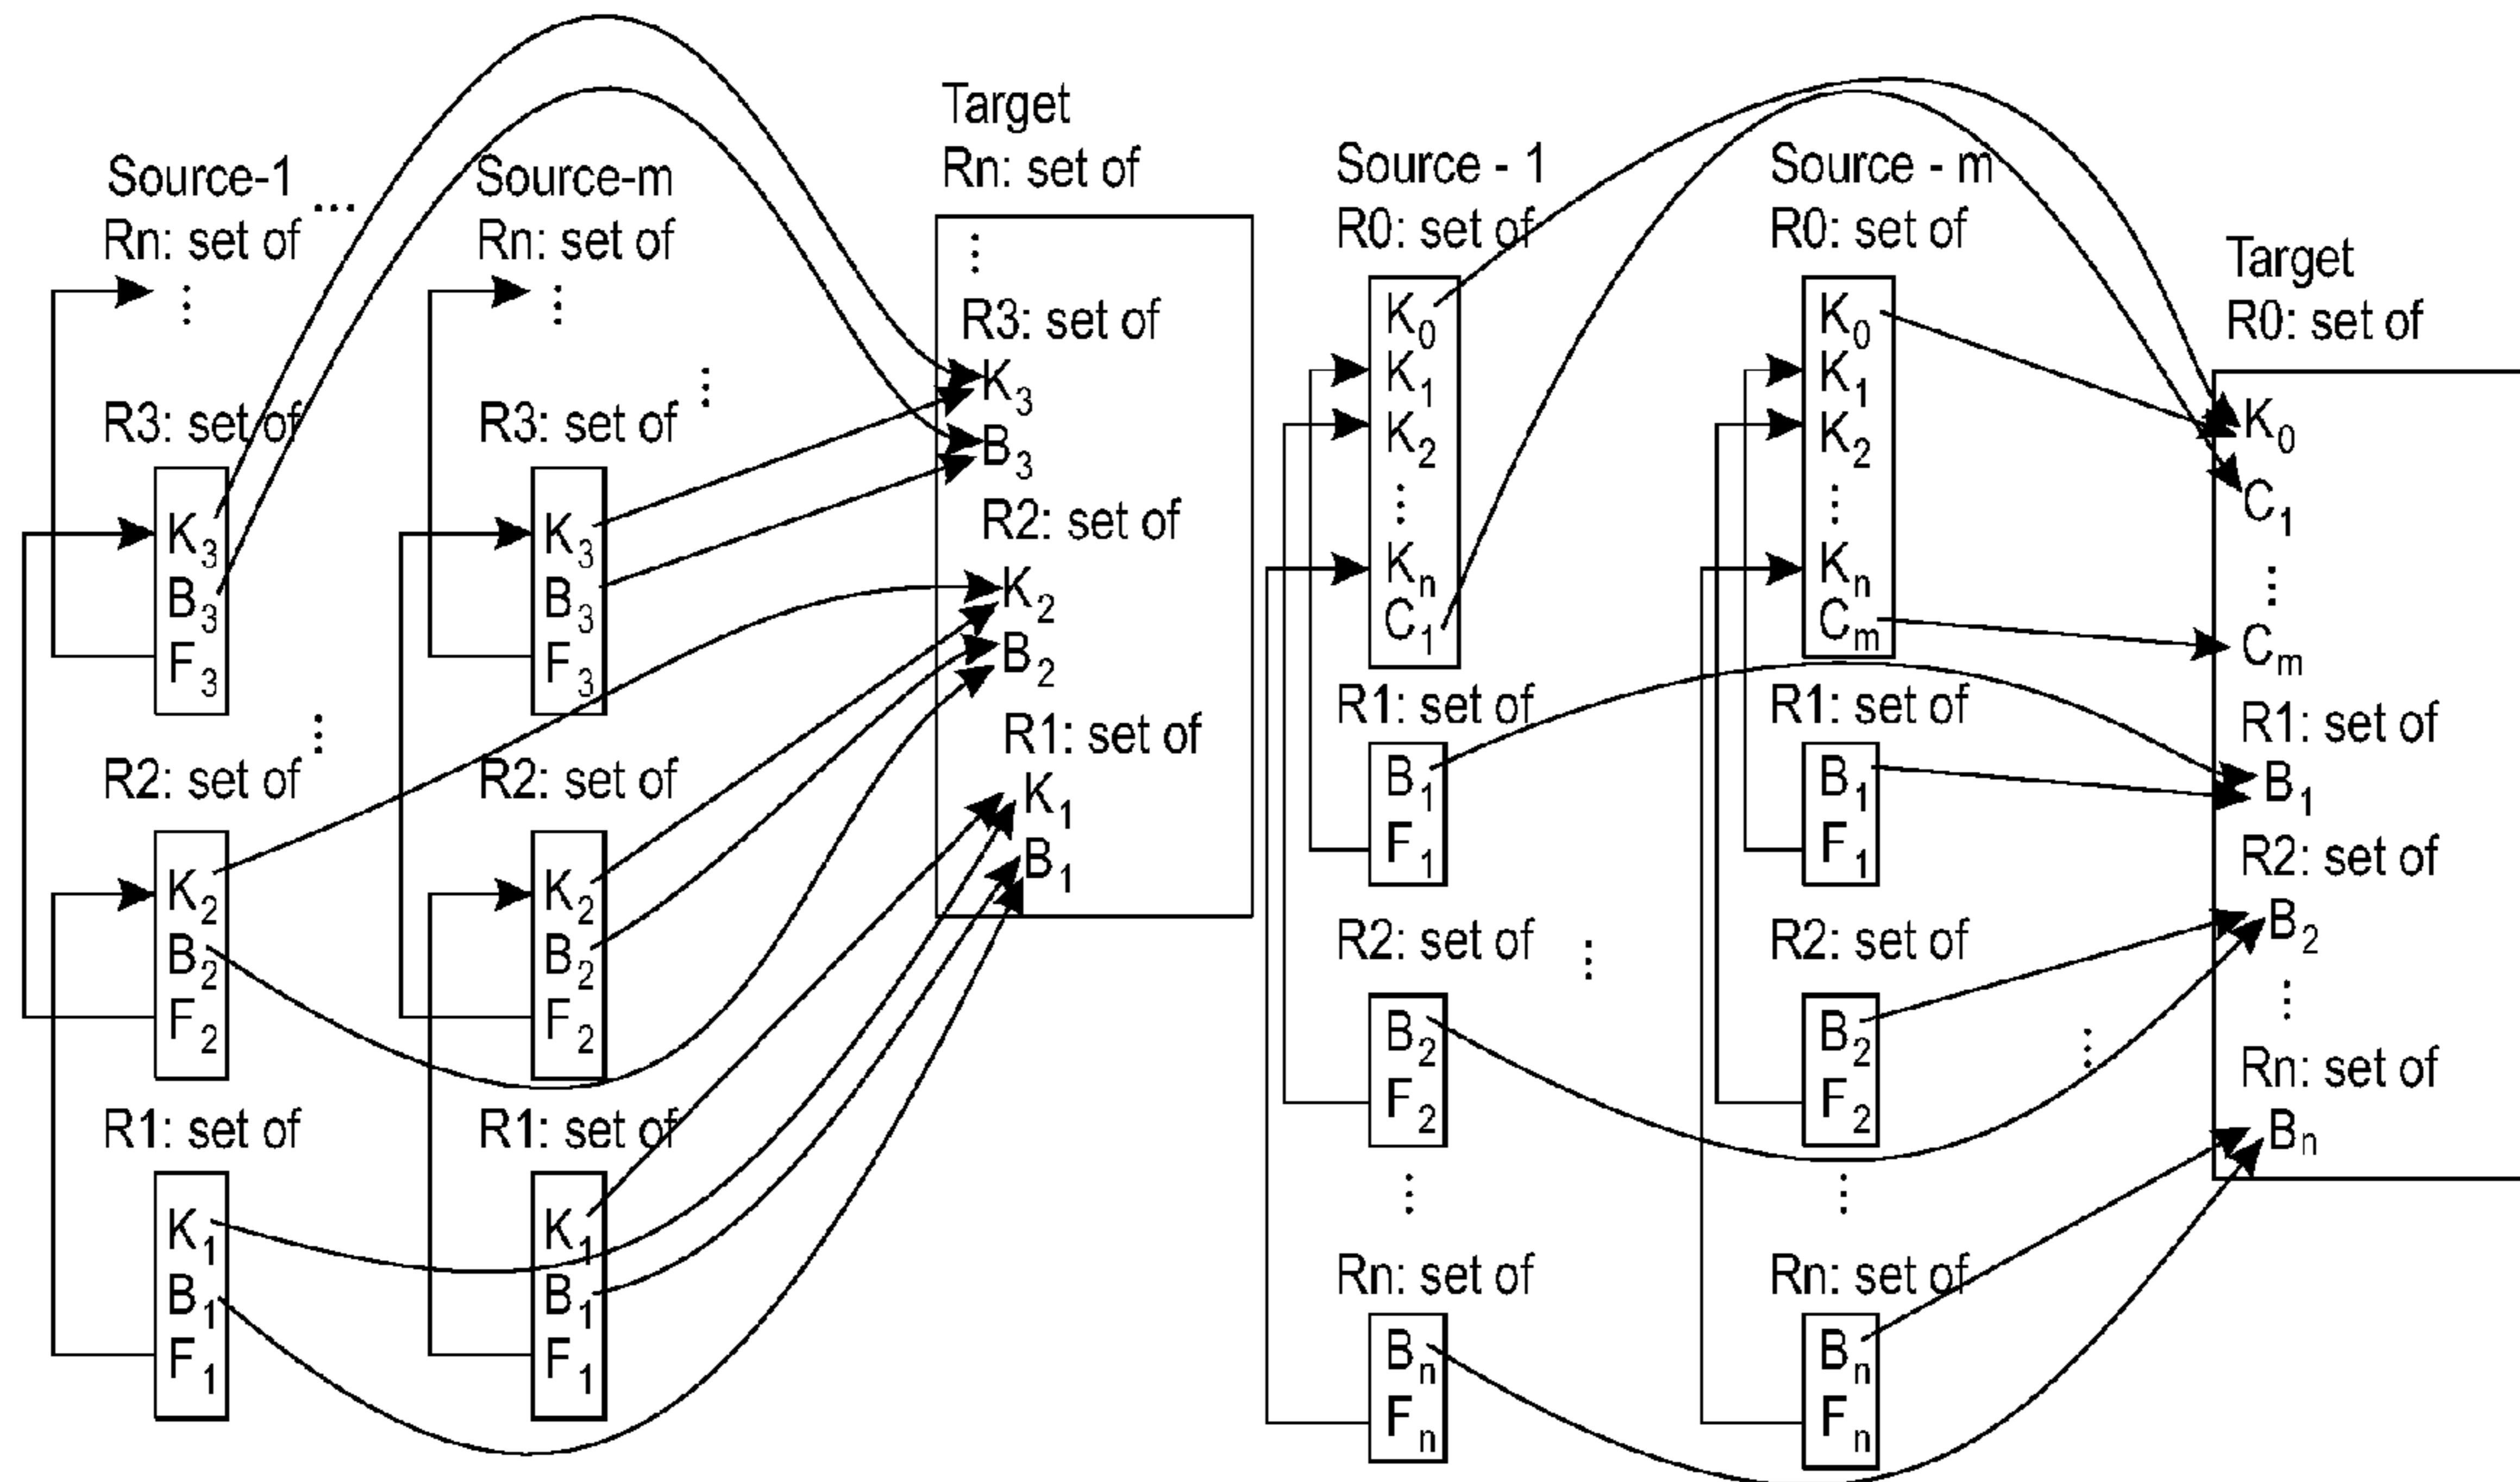 Source-1
Rn: set of
⋮
R3: set of
K3
B3
F3
R2: set of
K2
B2
F2
R1: set of
K1
B1
F1
...
⋮
Source-m
Rn: set of
⋮
R3: set of
K3
B3
F3
R2: set of
K2
B2
F2
R1: set of
K1
B1
F1
⋮
Target
Rn: set of
⋮
R3: set of
K3
B3
R2: set of
K2
B2
R1: set of
K1
B1
Source - 1
R0: set of
K0
K1
K2
⋮
Kn
C1
R1: set of
B1
F1
R2: set of
B2
F2
⋮
Rn: set of
Bn
Fn
⋮
Source - m
R0: set of
K0
K1
K2
⋮
Kn
Cm
R1: set of
B1
F1
R2: set of
B2
F2
⋮
Rn: set of
Bn
Fn
⋮
Target
R0: set of
K0
C1
⋮
Cm
R1: set of
B1
R2: set of
B2
⋮
Rn: set of
Bn